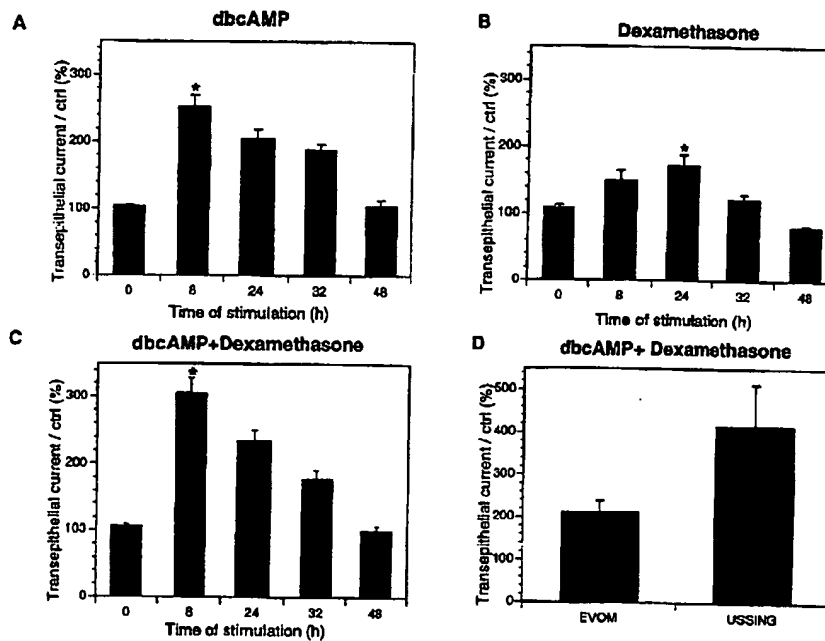 A
dbcAMP
Transepithelial current / ctrl (%)
300
200
100
0
*
0 8 24 32 48
Time of stimulation (h)
B
Dexamethasone
Transepithelial current / ctrl (%)
300
200
100
0
*
0 8 24 32 48
Time of stimulation (h)
C
dbcAMP+Dexamethasone
Transepithelial current / ctrl (%)
300
200
100
0
*
0 8 24 32 48
Time of stimulation (h)
D
dbcAMP+ Dexamethasone
Transepithelial current / ctrl (%)
500
400
300
200
100
0
EVOM USSING